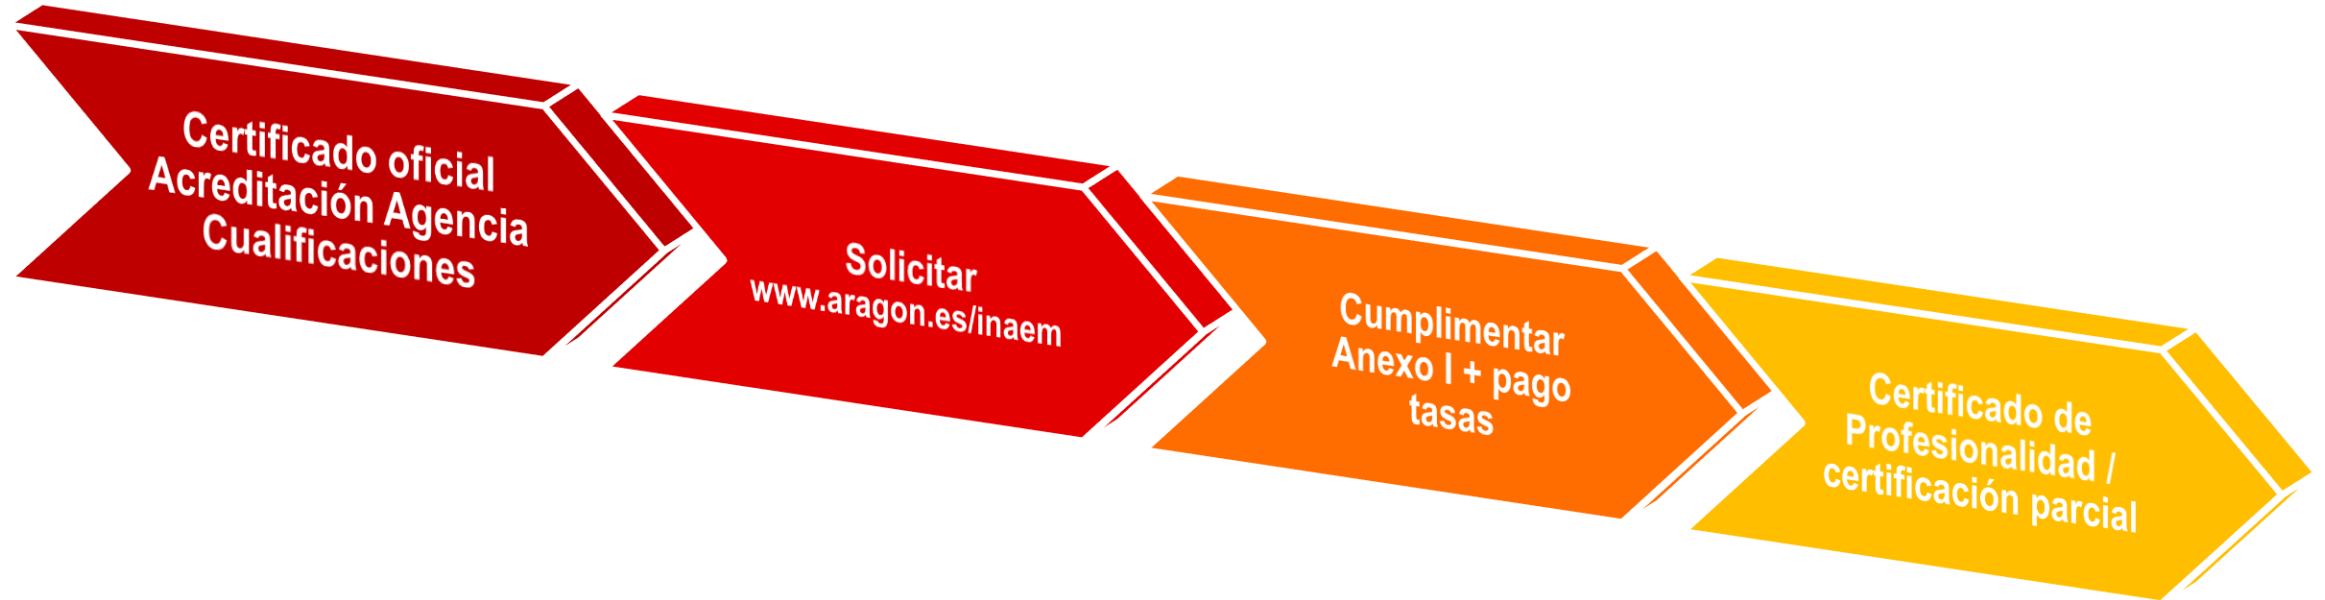 Certificado oficial
Acreditación Agencia
Cualificaciones
Solicitar
www.aragon.es/inaem
Cumplimentar
Anexo I + pago
tasas
Certificado de
Profesionalidad /
certificación parcial